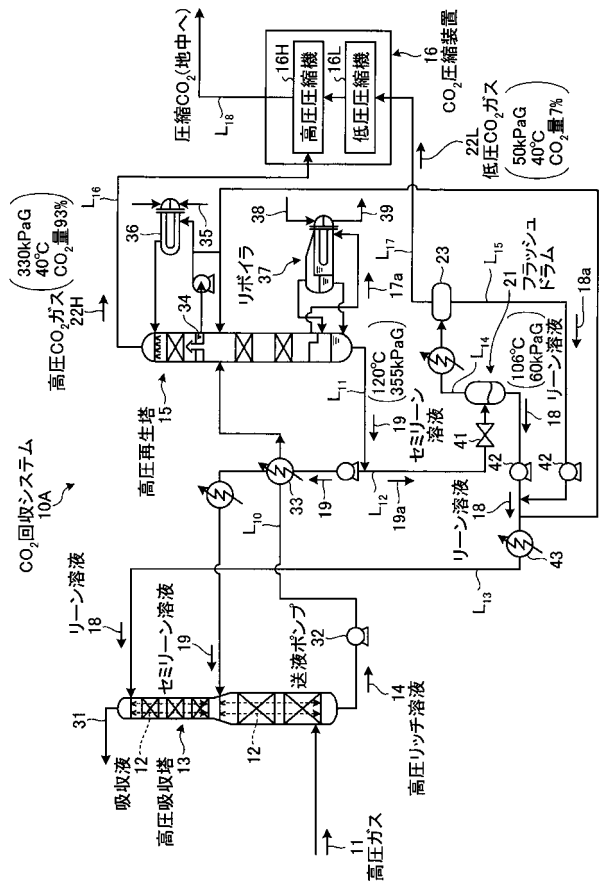 CO₂回収システム
10A
高圧CO₂ガス
22H
(330kPaG
40℃
CO₂量93%)
L₁₆
圧縮CO₂(地中へ)
L₁₈
高圧圧縮機
16H
低圧圧縮機
16L
16
CO₂圧縮装置
高圧再生塔
15
34
36
35
リボイラ
37
38
39
17a
L₁₁
(120℃
355kPaG)
L₁₇
22L
低圧CO₂ガス
(50kPaG
40℃
CO₂量7%)
23
L₁₅
21
フラッシュ
ドラム
L₁₄
(106℃
60kPaG)
リーン溶液
18
18a
19
セミリーン
溶液
41
L₁₂
19a
42
42
33
19
L₁₀
リーン溶液
18
43
L₁₃
リーン溶液
18
セミリーン溶液
19
送液ポンプ
32
31
吸収液
12
高圧吸収塔
13
12
14
高圧リッチ溶液
11
高圧ガス